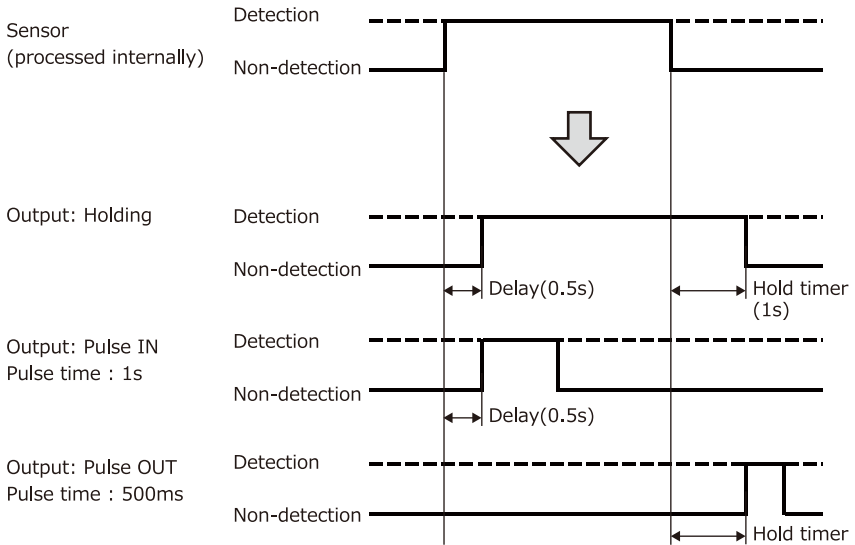 Sensor
(processed internally)
Detection
Non-detection
Output: Holding
Detection
Non-detection
Delay(0.5s)
Hold timer
(1s)
Output: Pulse IN
Pulse time : 1s
Detection
Non-detection
Delay(0.5s)
Output: Pulse OUT
Pulse time : 500ms
Detection
Non-detection
Hold timer